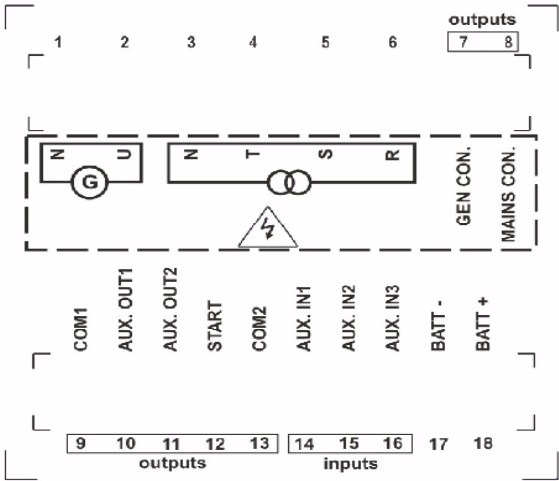 outputs
1 2 3 4 5 6 7 8
N U N T S R GEN CON. MAINS CON.
G
COM1 AUX. OUT1 AUX. OUT2 START COM2 AUX. IN1 AUX. IN2 AUX. IN3 BATT - BATT +
9 10 11 12 13 14 15 16 17 18
outputs inputs